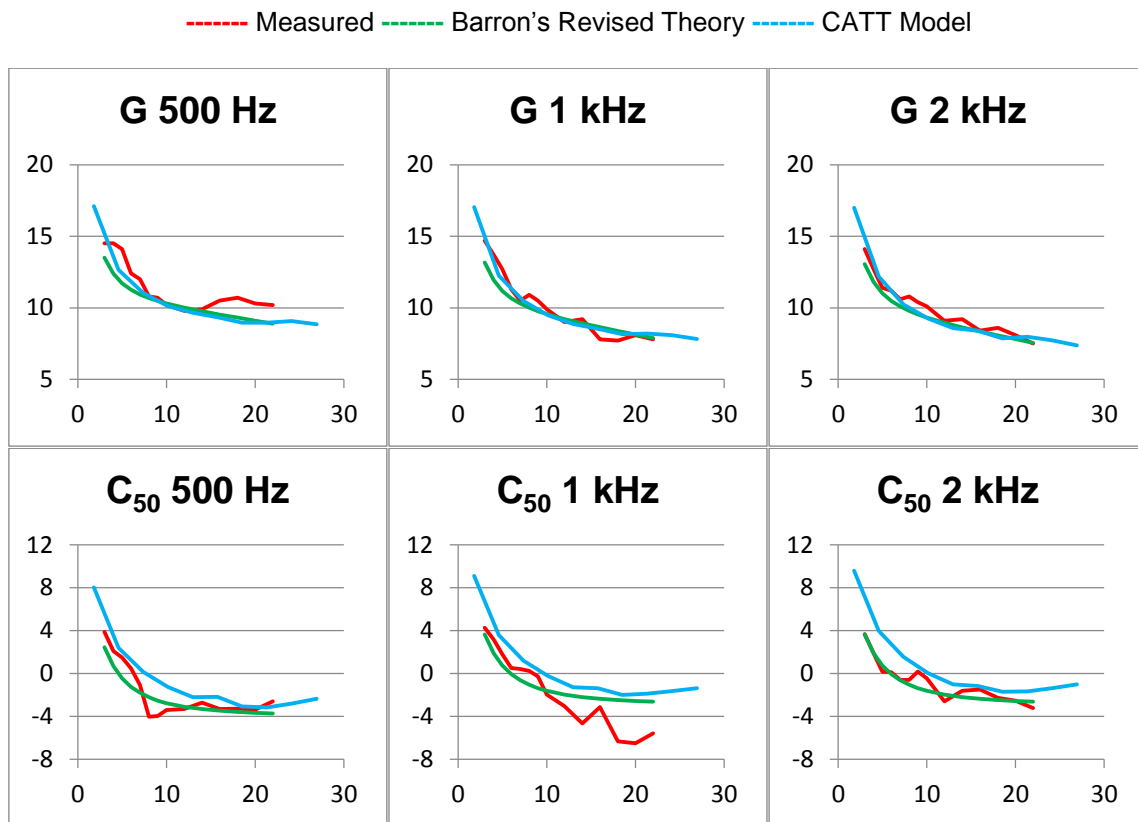 Measured Barron's Revised Theory CATT Model
G 500 Hz G 1 kHz G 2 kHz
20 20 20
15 15 15
10 10 10
5 5 5
0 10 20 30 0 10 20 30 0 10 20 30
C50 500 Hz C50 1 kHz C50 2 kHz
12 12 12
8 8 8
4 4 4
0 0 0
-4 -4 -4
-8 -8 -8
0 10 20 30 0 10 20 30 0 10 20 30